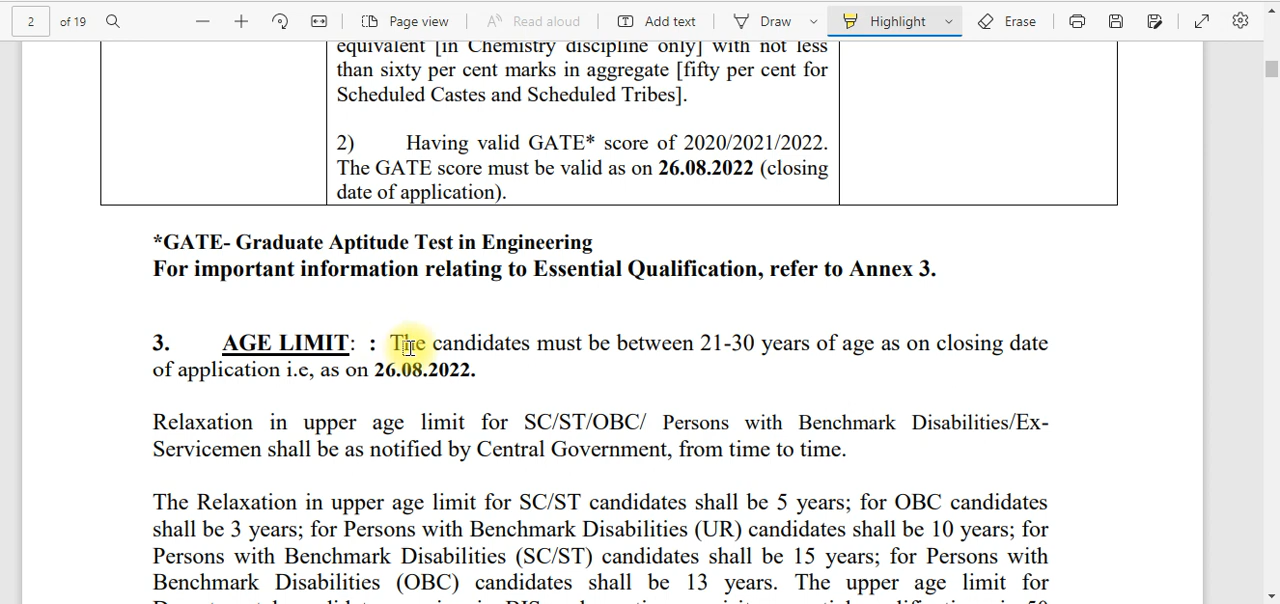 2 of 19 Page view Read aloud Add text Draw Highlight Erase
equivalent [in Chemistry discipline only] with not less
than sixty per cent marks in aggregate [fifty per cent for
Scheduled Castes and Scheduled Tribes].
2) Having valid GATE* score of 2020/2021/2022.
The GATE score must be valid as on 26.08.2022 (closing
date of application).
*GATE- Graduate Aptitude Test in Engineering
For important information relating to Essential Qualification, refer to Annex 3.
3. AGE LIMIT: : The candidates must be between 21-30 years of age as on closing date
of application i.e, as on 26.08.2022.
Relaxation in upper age limit for SC/ST/OBC/ Persons with Benchmark Disabilities/Ex-
Servicemen shall be as notified by Central Government, from time to time.
The Relaxation in upper age limit for SC/ST candidates shall be 5 years; for OBC candidates
shall be 3 years; for Persons with Benchmark Disabilities (UR) candidates shall be 10 years; for
Persons with Benchmark Disabilities (SC/ST) candidates shall be 15 years; for Persons with
Benchmark Disabilities (OBC) candidates shall be 13 years. The upper age limit for